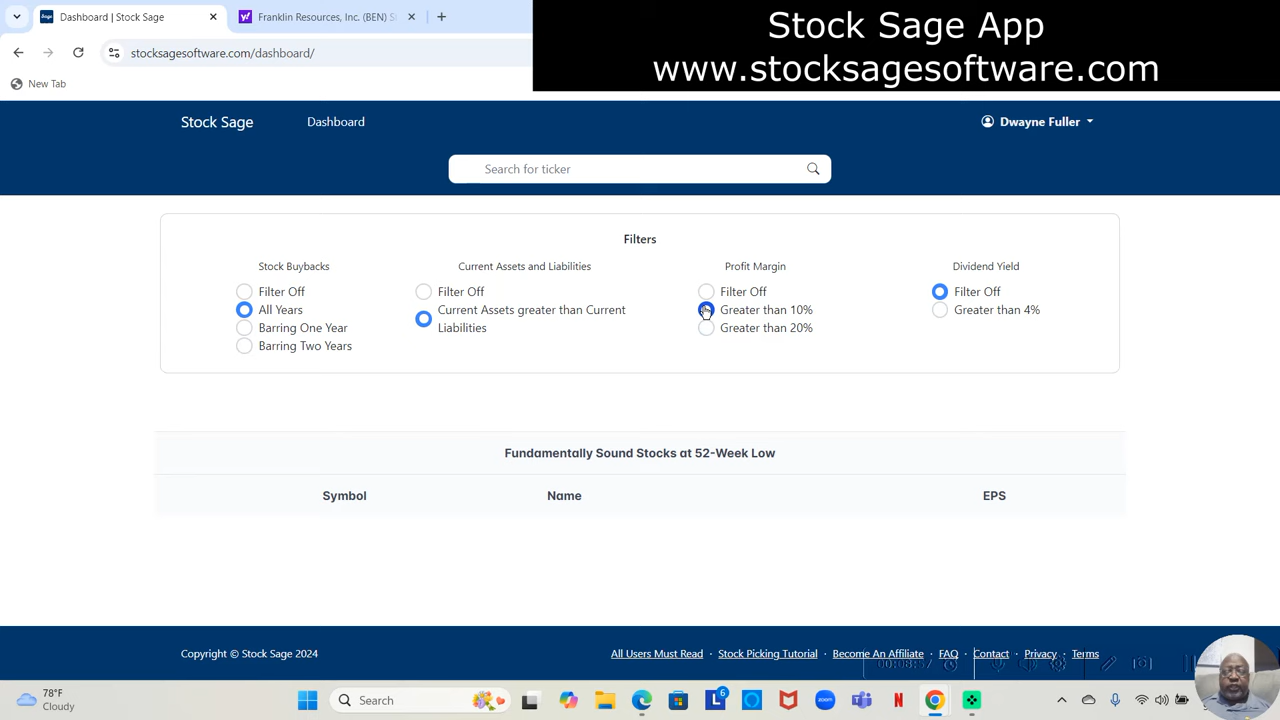 Dashboard | Stock Sage
Franklin Resources, Inc. (BEN) S
Stock Sage App
www.stocksagesoftware.com
stocksagesoftware.com/dashboard/
New Tab
Stock Sage
Dashboard
Dwayne Fuller
Search for ticker
Filters
Stock Buybacks
Current Assets and Liabilities
Profit Margin
Dividend Yield
Filter Off
Filter Off
Filter Off
Filter Off
All Years
Current Assets greater than Current
Liabilities
Greater than 10%
Greater than 4%
Barring One Year
Greater than 20%
Barring Two Years
Fundamentally Sound Stocks at 52-Week Low
Symbol
Name
EPS
Copyright © Stock Sage 2024
All Users Must Read · Stock Picking Tutorial · Become An Affiliate · FAQ · Contact · Privacy · Terms
00:08:57
78°F
Cloudy
Search
6